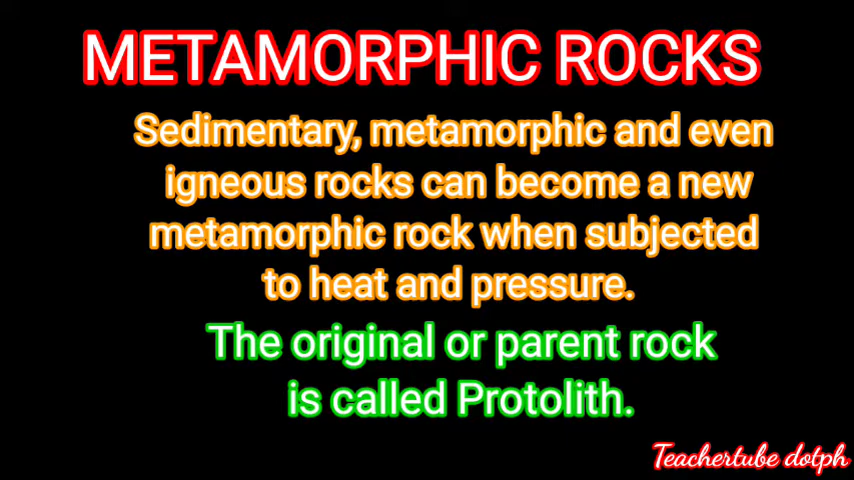 METAMORPHIC ROCKS
Sedimentary, metamorphic and even
igneous rocks can become a new
metamorphic rock when subjected
to heat and pressure.
The original or parent rock
is called Protolith.
Teachertube dotph